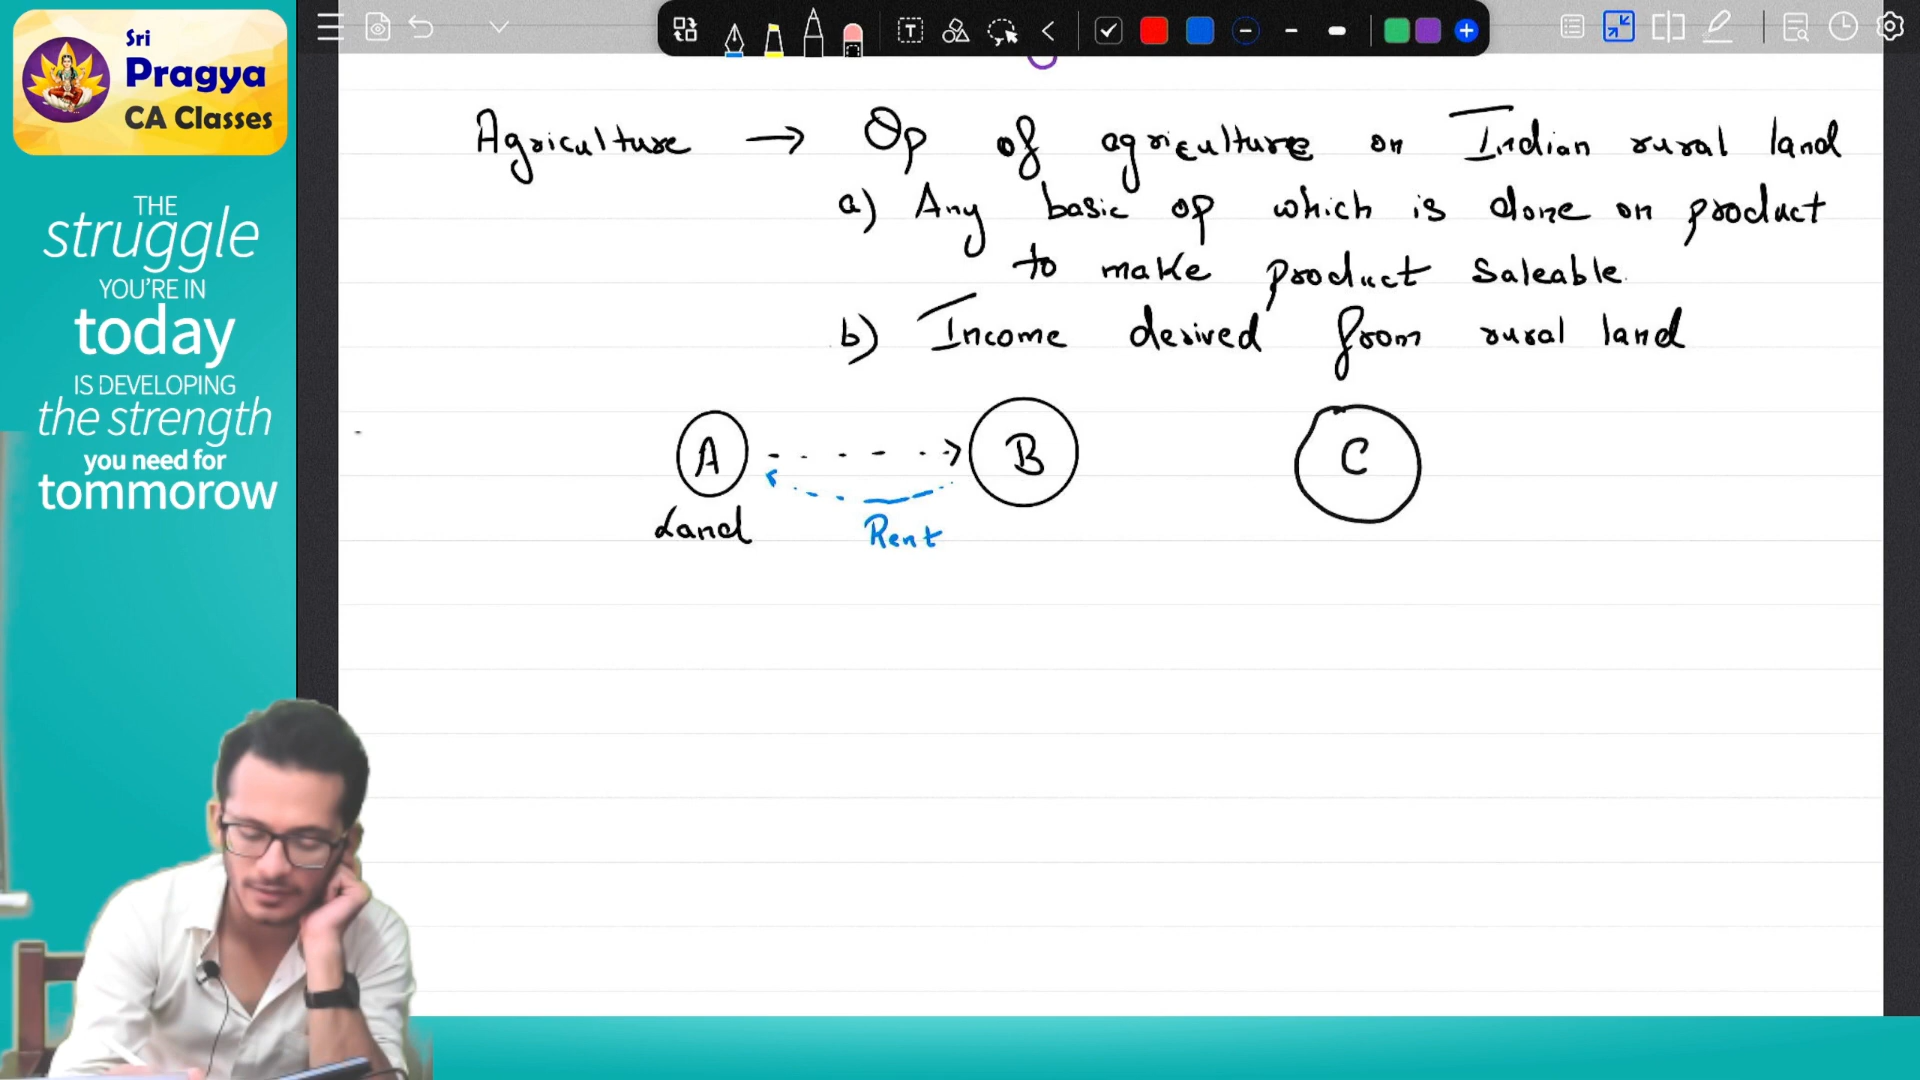 Sri
Pragya
CA Classes
THE
struggle
YOU'RE IN
today
IS DEVELOPING
the strength
you need for
tommorow
Agriculture → Op of agriculture on Indian rural land
a) Any basic op which is done on product
to make product saleable.
b) Income derived from rural land
A B C
Land Rent